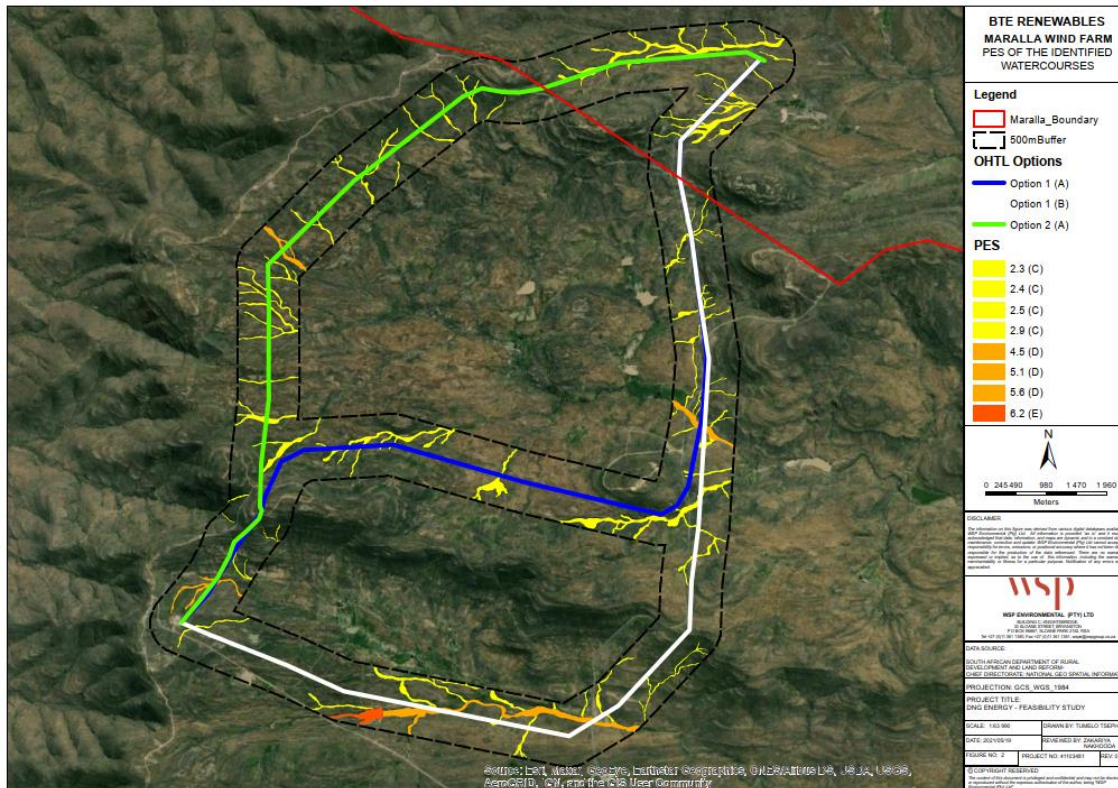 BTE RENEWABLES
MARALLA WIND FARM
PES OF THE IDENTIFIED
WATERCOURSES
Legend
Maralla_Boundary
500mBuffer
OHTL Options
Option 1 (A)
Option 1 (B)
Option 2 (A)
PES
2.3 (C)
2.4 (C)
2.5 (C)
2.9 (C)
4.5 (D)
5.1 (D)
5.6 (D)
6.2 (E)
N
0 245 490 980 1 470 1 960
Meters
DISCLAIMER
wsp
WSP ENVIRONMENTAL (PTY) LTD
DATA SOURCE:
SOUTH AFRICAN DEPARTMENT OF RURAL
DEVELOPMENT AND LAND REFORM:
CHIEF DIRECTORATE: NATIONAL GEO SPATIAL INFORMAT
PROJECTION: GCS_WGS_1984
PROJECT TITLE:
DNG ENERGY - FEASIBILITY STUDY
SCALE: DRAWN BY: TUMELO TSEPH
DATE: 2021/05/19 REVIEWED BY: ZAKARIYA
NAKHOODA
FIGURE NO: 2 PROJECT NO: 41103481 REV:
© COPYRIGHT RESERVED
Source: Esri, Maxar, GeoEye, Earthstar Geographics, CNES/Airbus DS, USDA, USGS,
AeroGRID, IGN, and the GIS User Community